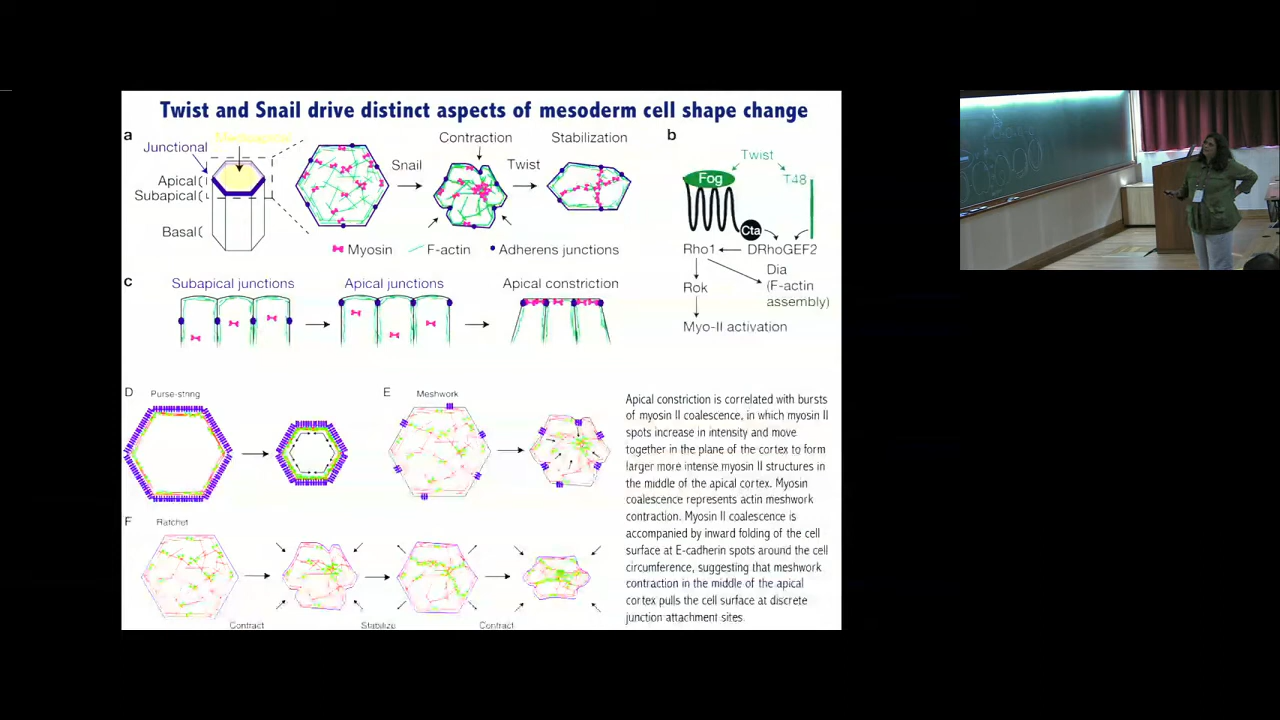 Twist and Snail drive distinct aspects of mesoderm cell shape change
a
Junctional
Apical
Subapical
Basal
Snail
Contraction
Twist
Stabilization
Myosin
F-actin
Adherens junctions
b
Twist
Fog
T48
Cta
Rho1
DRhoGEF2
Rok
Dia
(F-actin
assembly)
Myo-II activation
c
Subapical junctions
Apical junctions
Apical constriction
D
Purse-string
E
Meshwork
F
Ratchet
Contract
Stabilize
Contract
Apical constriction is correlated with bursts
of myosin II coalescence, in which myosin II
spots increase in intensity and move
together in the plane of the cortex to form
larger more intense myosin II structures in
the middle of the apical cortex. Myosin
coalescence represents actin meshwork
contraction. Myosin II coalescence is
accompanied by inward folding of the cell
surface at E-cadherin spots around the cell
circumference, suggesting that meshwork
contraction in the middle of the apical
cortex pulls the cell surface at discrete
junction attachment sites.